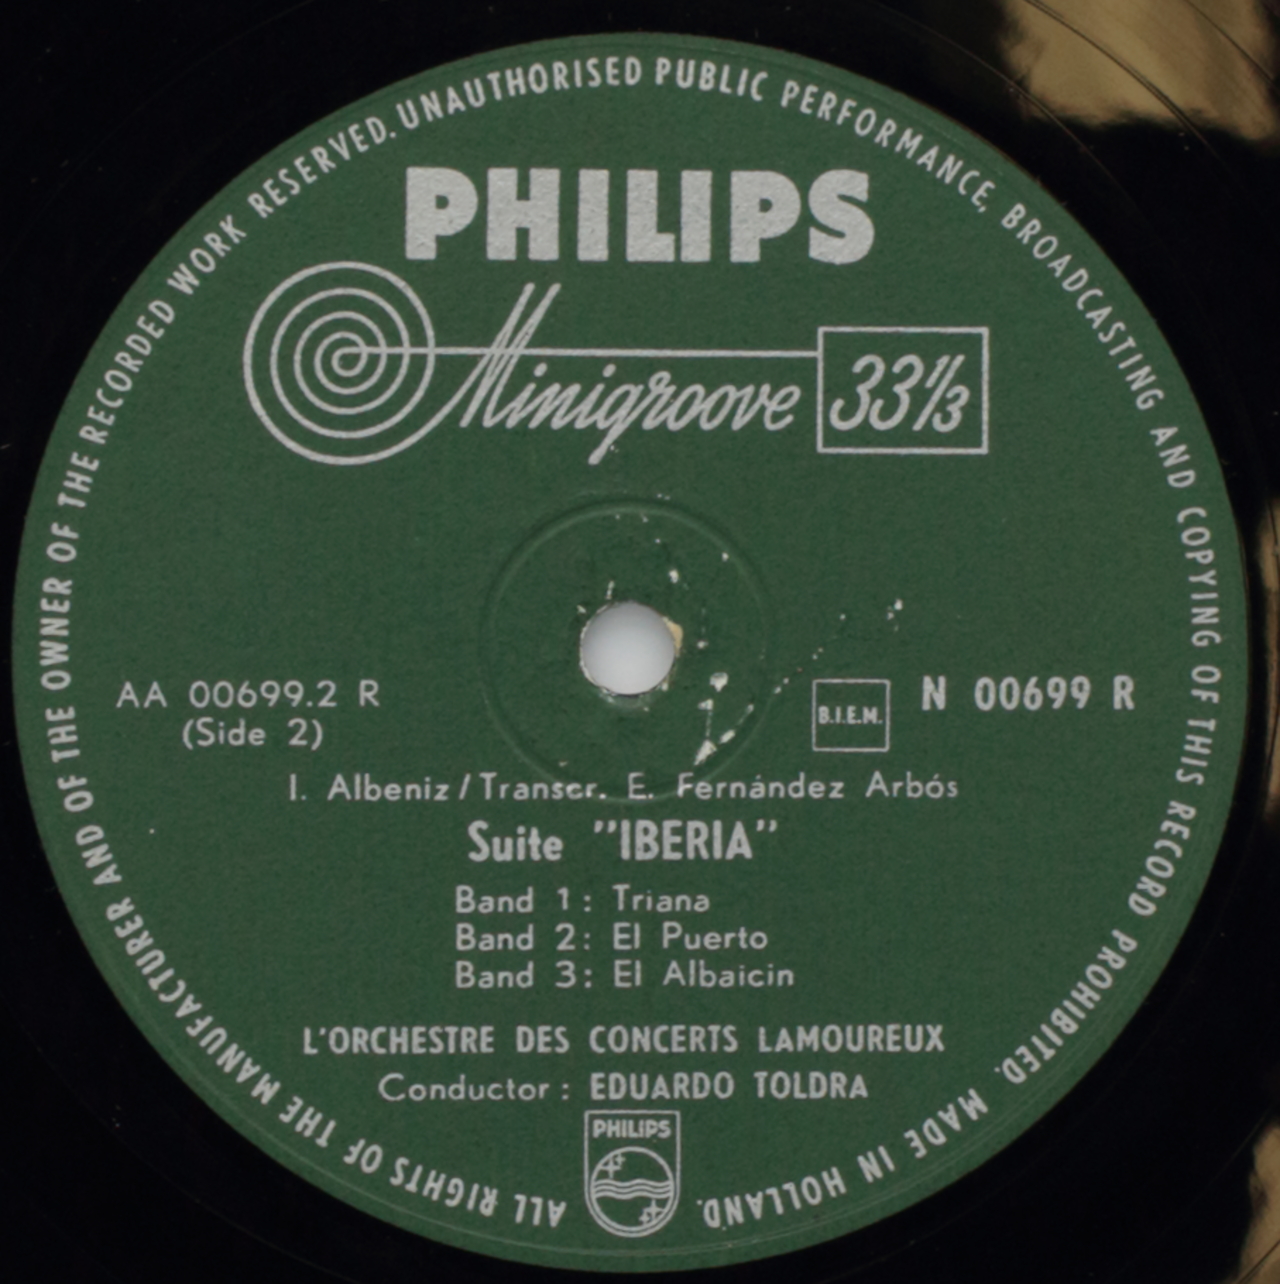 ALL RIGHTS OF THE MANUFACTURER AND OF THE OWNER OF THE RECORDED WORK RESERVED. UNAUTHORISED PUBLIC PERFORMANCE, BROADCASTING AND COPYING OF THIS RECORD PROHIBITED. MADE IN HOLLAND.
PHILIPS
Minigroove 33 1/3
AA 00699.2 R
(Side 2)
B.I.E.M.
N 00699 R
I. Albeniz / Transcr. E. Fernández Arbós
Suite "IBERIA"
Band 1: Triana
Band 2: El Puerto
Band 3: El Albaicin
L'ORCHESTRE DES CONCERTS LAMOUREUX
Conductor: EDUARDO TOLDRA
PHILIPS